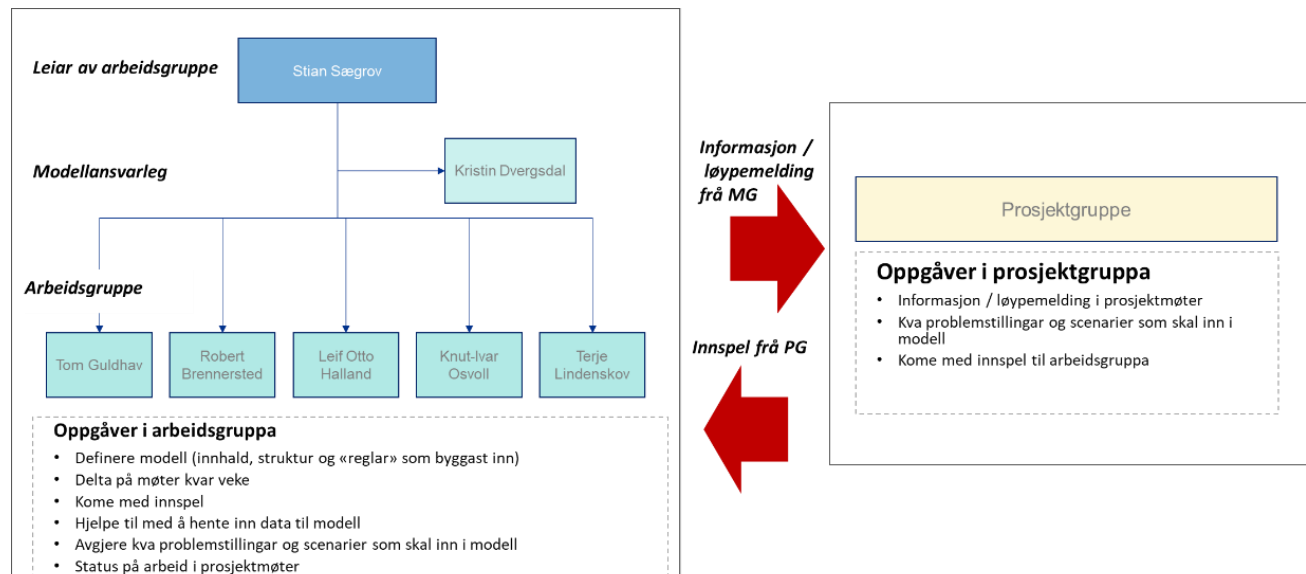 Leiar av arbeidsgruppe
Stian Sægrov
Modellansvarleg
Kristin Dvergsdal
Arbeidsgruppe
Tom Guldhav
Robert
Brennersted
Leif Otto
Halland
Knut-Ivar
Osvoll
Terje
Lindenskov
Oppgåver i arbeidsgruppa
• Definere modell (innhald, struktur og «reglar» som byggast inn)
• Delta på møter kvar veke
• Kome med innspel
• Hjelpe til med å hente inn data til modell
• Avgjere kva problemstillingar og scenarier som skal inn i modell
• Status på arbeid i prosjektmøter
Informasjon /
løypemelding
frå MG
Innspel frå PG
Prosjektgruppe
Oppgåver i prosjektgruppa
• Informasjon / løypemelding i prosjektmøter
• Kva problemstillingar og scenarier som skal inn i
modell
• Kome med innspel til arbeidsgruppa